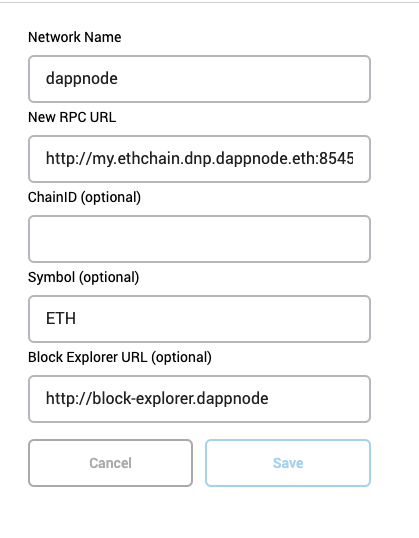 Network Name
dappnode
New RPC URL
http://my.ethchain.dnp.dappnode.eth:8545
ChainID (optional)
Symbol (optional)
ETH
Block Explorer URL (optional)
http://block-explorer.dappnode
Cancel
Save